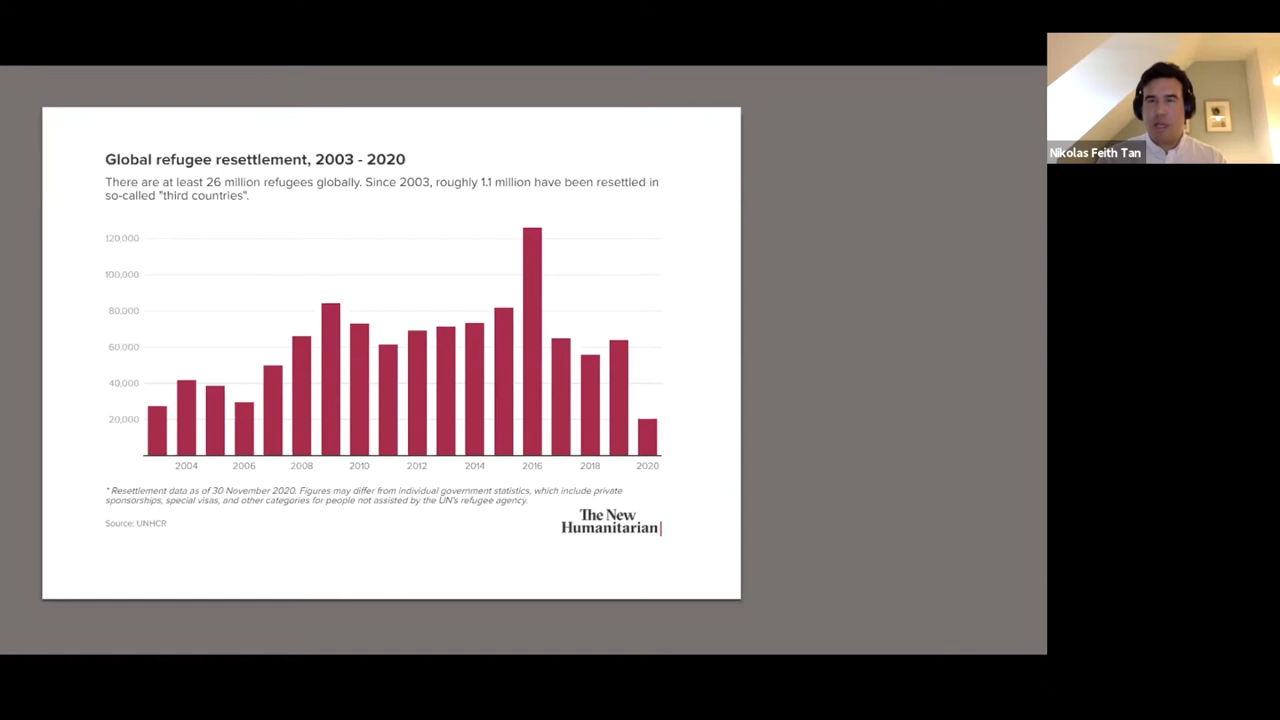 Global refugee resettlement, 2003 - 2020
There are at least 26 million refugees globally. Since 2003, roughly 1.1 million have been resettled in
so-called "third countries".
120,000
100,000
80,000
60,000
40,000
20,000
2004 2006 2008 2010 2012 2014 2016 2018 2020
* Resettlement data as of 30 November 2020. Figures may differ from individual government statistics, which include private
sponsorships, special visas, and other categories for people not assisted by the UN's refugee agency.
Source: UNHCR
The New
Humanitarian
Nikolas Feith Tan